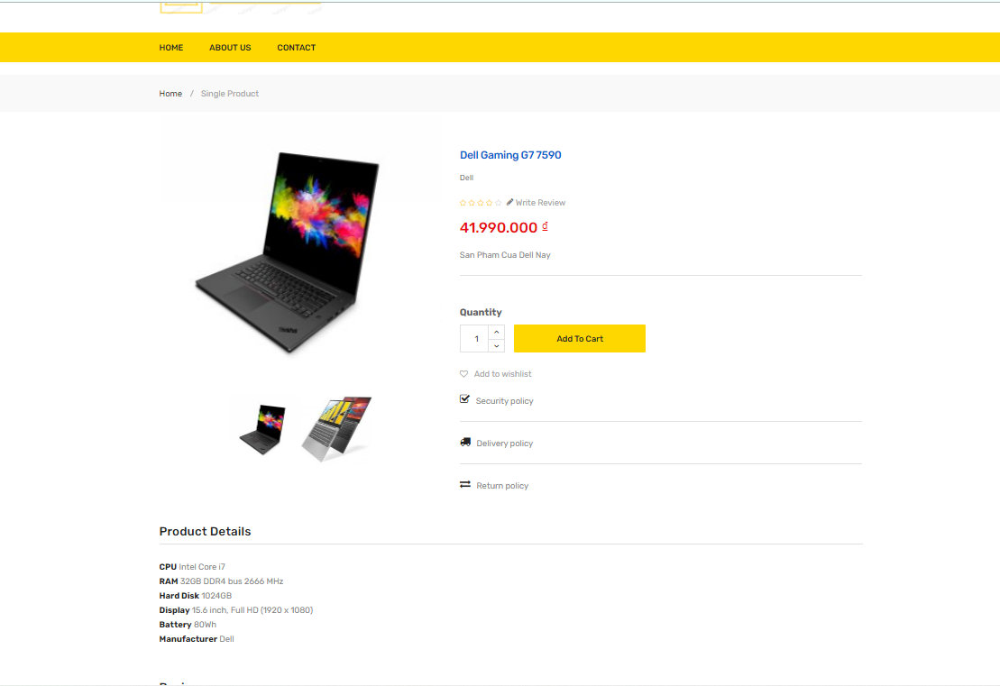 HOME ABOUT US CONTACT
Home / Single Product
Dell Gaming G7 7590
Dell
Write Review
41.990.000 ₫
San Pham Cua Dell Nay
Quantity
1 Add To Cart
Add to wishlist
Security policy
Delivery policy
Return policy
Product Details
CPU Intel Core i7
RAM 32GB DDR4 bus 2666 MHz
Hard Disk 1024GB
Display 15.6 inch, Full HD (1920 x 1080)
Battery 80Wh
Manufacturer Dell